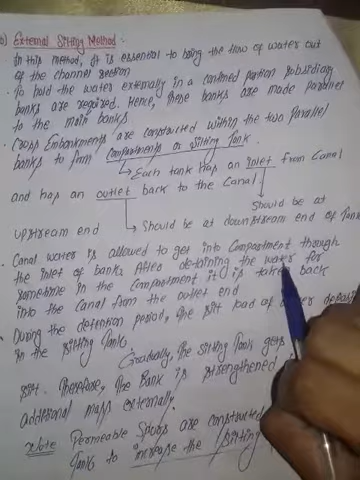 b) External Silting Method :-
In this method, It is essential to bring the flow of water out
of the channel section
· To hold the water externally in a confined portion subsidiary
banks are required. Hence, these banks are made parallel
to the main banks
· Cross Embankments are constructed within the two Parallel
banks to form compartments or silting Tank.
Each tank has an inlet from canal
and has an outlet back to the Canal
Should be at
upstream end
Should be at downstream end of Tank
· Canal water is allowed to get into Compartment through
the inlet of banks After detaining the water for
sometime in the compartment it is taken back
into the Canal from the outlet end
· During the detention period, the silt load of
in the silting Tank
Gradually, the silting Tank gets
silt. Therefore, the Bank is strengthened
additional mass externally.
Note Permeable Spurs are constructed
Tank to increase the silting